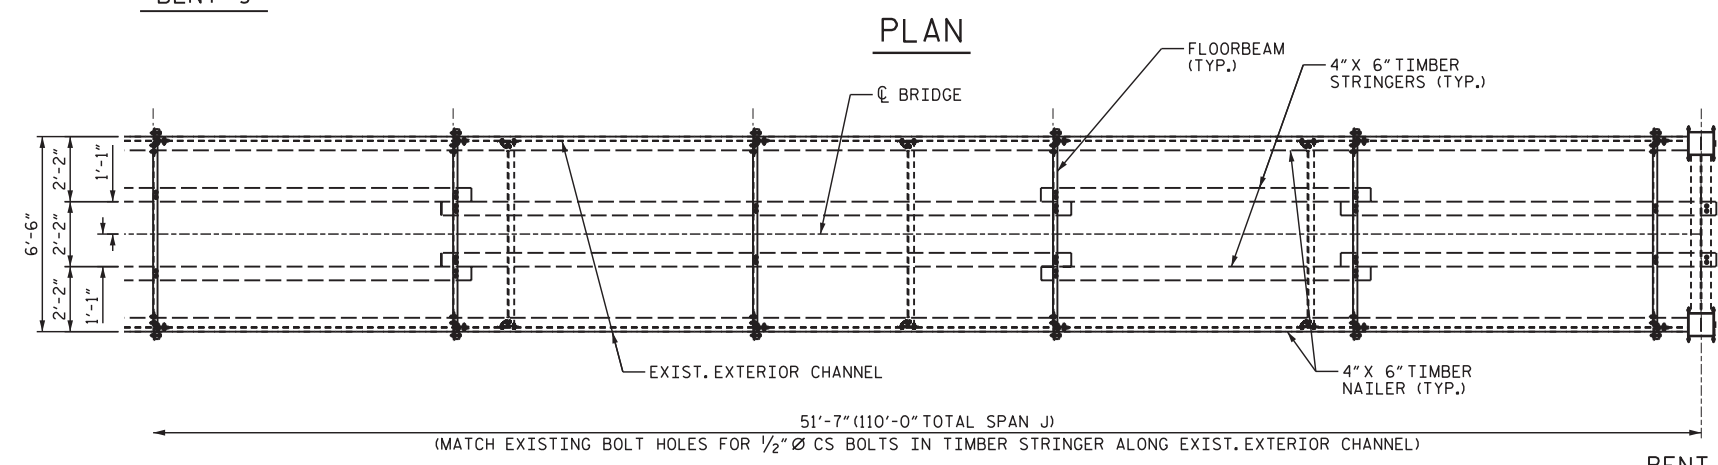 PLAN
FLOORBEAM
(TYP.)
4" X 6" TIMBER
STRINGERS (TYP.)
℄ BRIDGE
6'-6"
2'-2"
2'-2"
2'-2"
1'-1"
1'-1"
EXIST. EXTERIOR CHANNEL
4" X 6" TIMBER
NAILER (TYP.)
51'-7" (110'-0" TOTAL SPAN J)
(MATCH EXISTING BOLT HOLES FOR 1/2" Ø CS BOLTS IN TIMBER STRINGER ALONG EXIST. EXTERIOR CHANNEL)
BENT